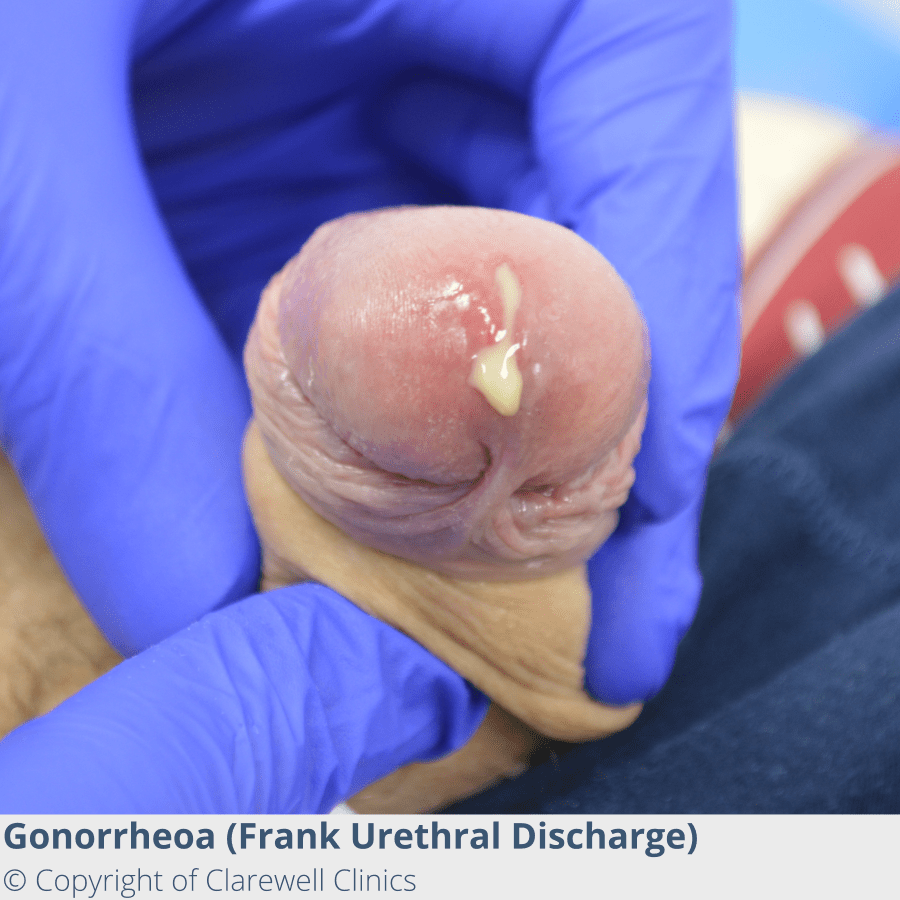 Gonorrheoa (Frank Urethral Discharge)
© Copyright of Clarewell Clinics